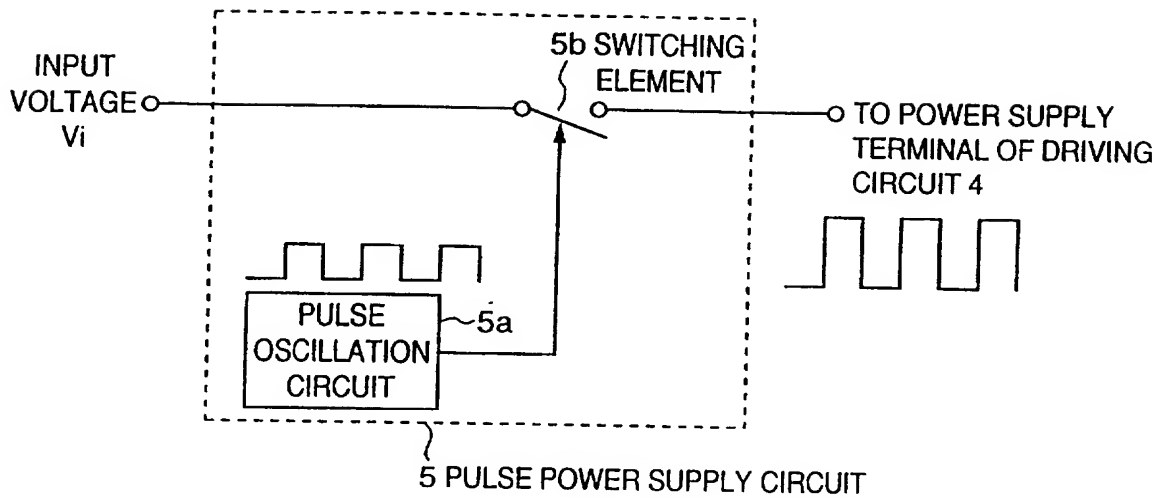 5b SWITCHING
ELEMENT
INPUT
VOLTAGE
Vi
TO POWER SUPPLY
TERMINAL OF DRIVING
CIRCUIT 4
PULSE
OSCILLATION
CIRCUIT
5a
5 PULSE POWER SUPPLY CIRCUIT